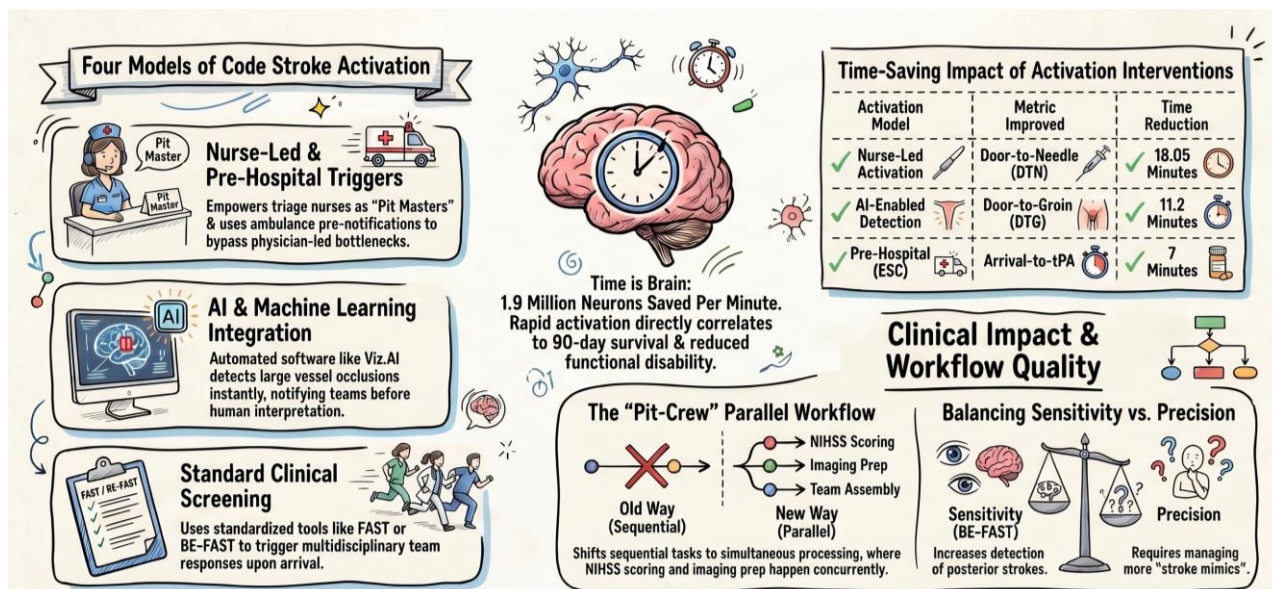 Four Models of Code Stroke Activation
Pit
Master
Pit
Master
Nurse-Led &
Pre-Hospital Triggers
Empowers triage nurses as "Pit Masters"
& uses ambulance pre-notifications to
bypass physician-led bottlenecks.
AI
AI & Machine Learning
Integration
Automated software like Viz.AI
detects large vessel occlusions
instantly, notifying teams before
human interpretation.
FAST / RE-FAST
Standard Clinical
Screening
Uses standardized tools like FAST or
BE-FAST to trigger multidisciplinary team
responses upon arrival.
Time is Brain:
1.9 Million Neurons Saved Per Minute.
Rapid activation directly correlates
to 90-day survival & reduced
functional disability.
Time-Saving Impact of Activation Interventions
Activation
Model
Metric
Improved
Time
Reduction
Nurse-Led
Activation
Door-to-Needle
(DTN)
18.05
Minutes
AI-Enabled
Detection
Door-to-Groin
(DTG)
11.2
Minutes
Pre-Hospital
(ESC)
Arrival-to-tPA
7
Minutes
Clinical Impact &
Workflow Quality
The "Pit-Crew" Parallel Workflow
Old Way
(Sequential)
NIHSS Scoring
Imaging Prep
Team Assembly
New Way
(Parallel)
Shifts sequential tasks to simultaneous processing, where
NIHSS scoring and imaging prep happen concurrently.
Balancing Sensitivity vs. Precision
Sensitivity
(BE-FAST)
Increases detection
of posterior strokes.
? ? ?
? ? ? ?
Precision
Requires managing
more "stroke mimics".